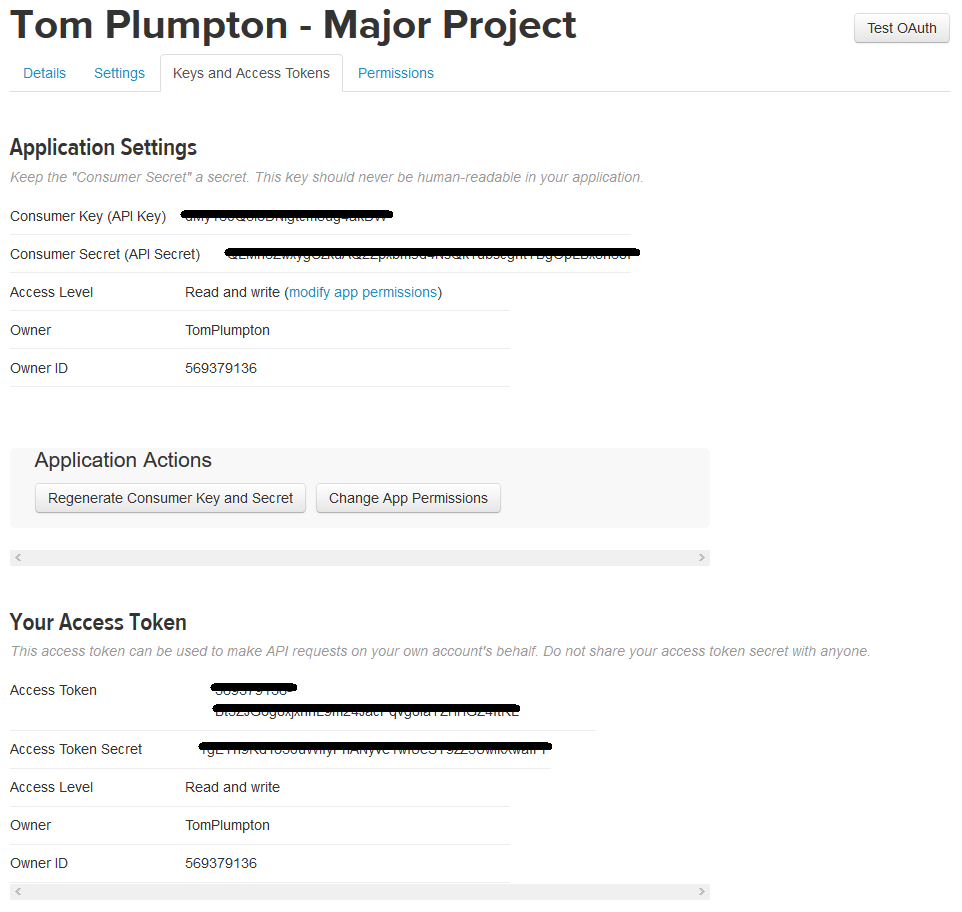 Tom Plumpton - Major Project
Test OAuth
Details Settings Keys and Access Tokens Permissions
Application Settings
Keep the "Consumer Secret" a secret. This key should never be human-readable in your application.
Consumer Key (API Key)
Consumer Secret (API Secret)
Access Level Read and write (modify app permissions)
Owner TomPlumpton
Owner ID 569379136
Application Actions
Regenerate Consumer Key and Secret Change App Permissions
Your Access Token
This access token can be used to make API requests on your own account's behalf. Do not share your access token secret with anyone.
Access Token
Access Token Secret
Access Level Read and write
Owner TomPlumpton
Owner ID 569379136